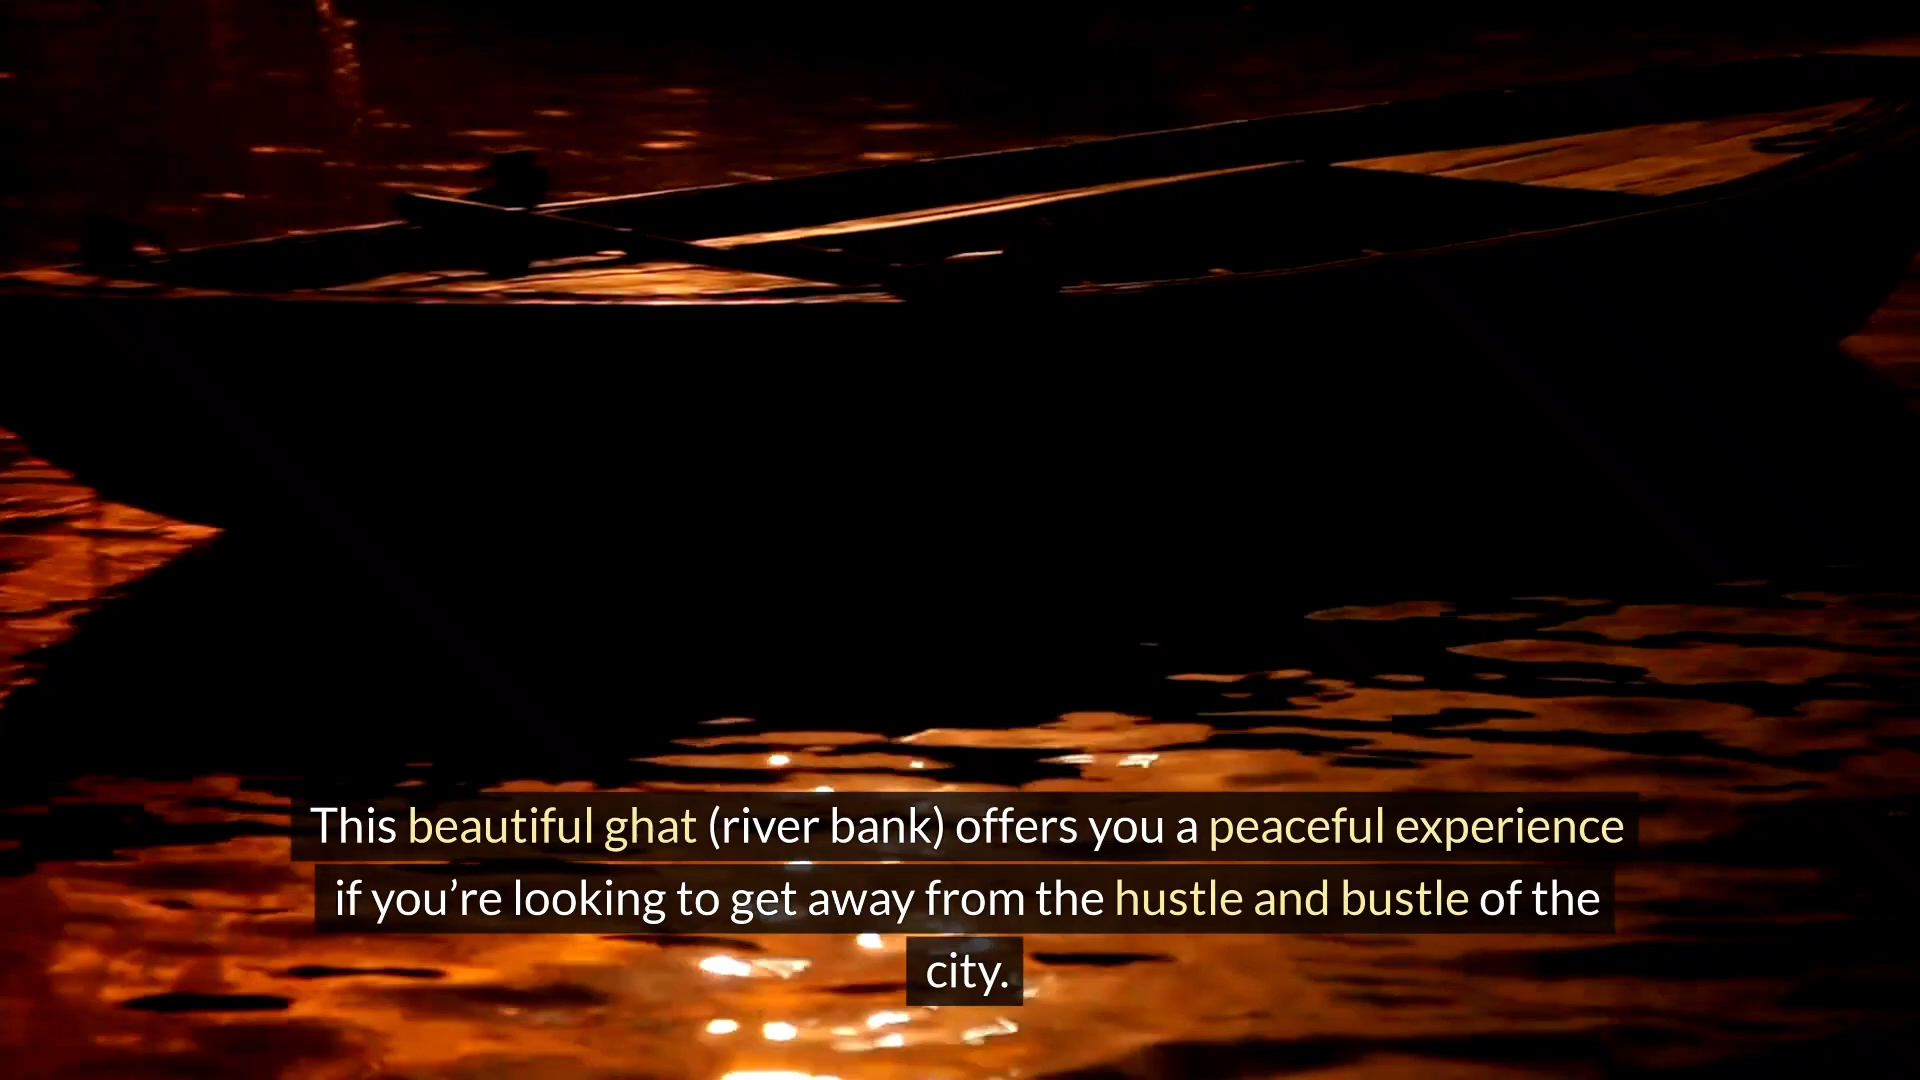 This beautiful ghat (river bank) offers you a peaceful experience
if you’re looking to get away from the hustle and bustle of the
city.